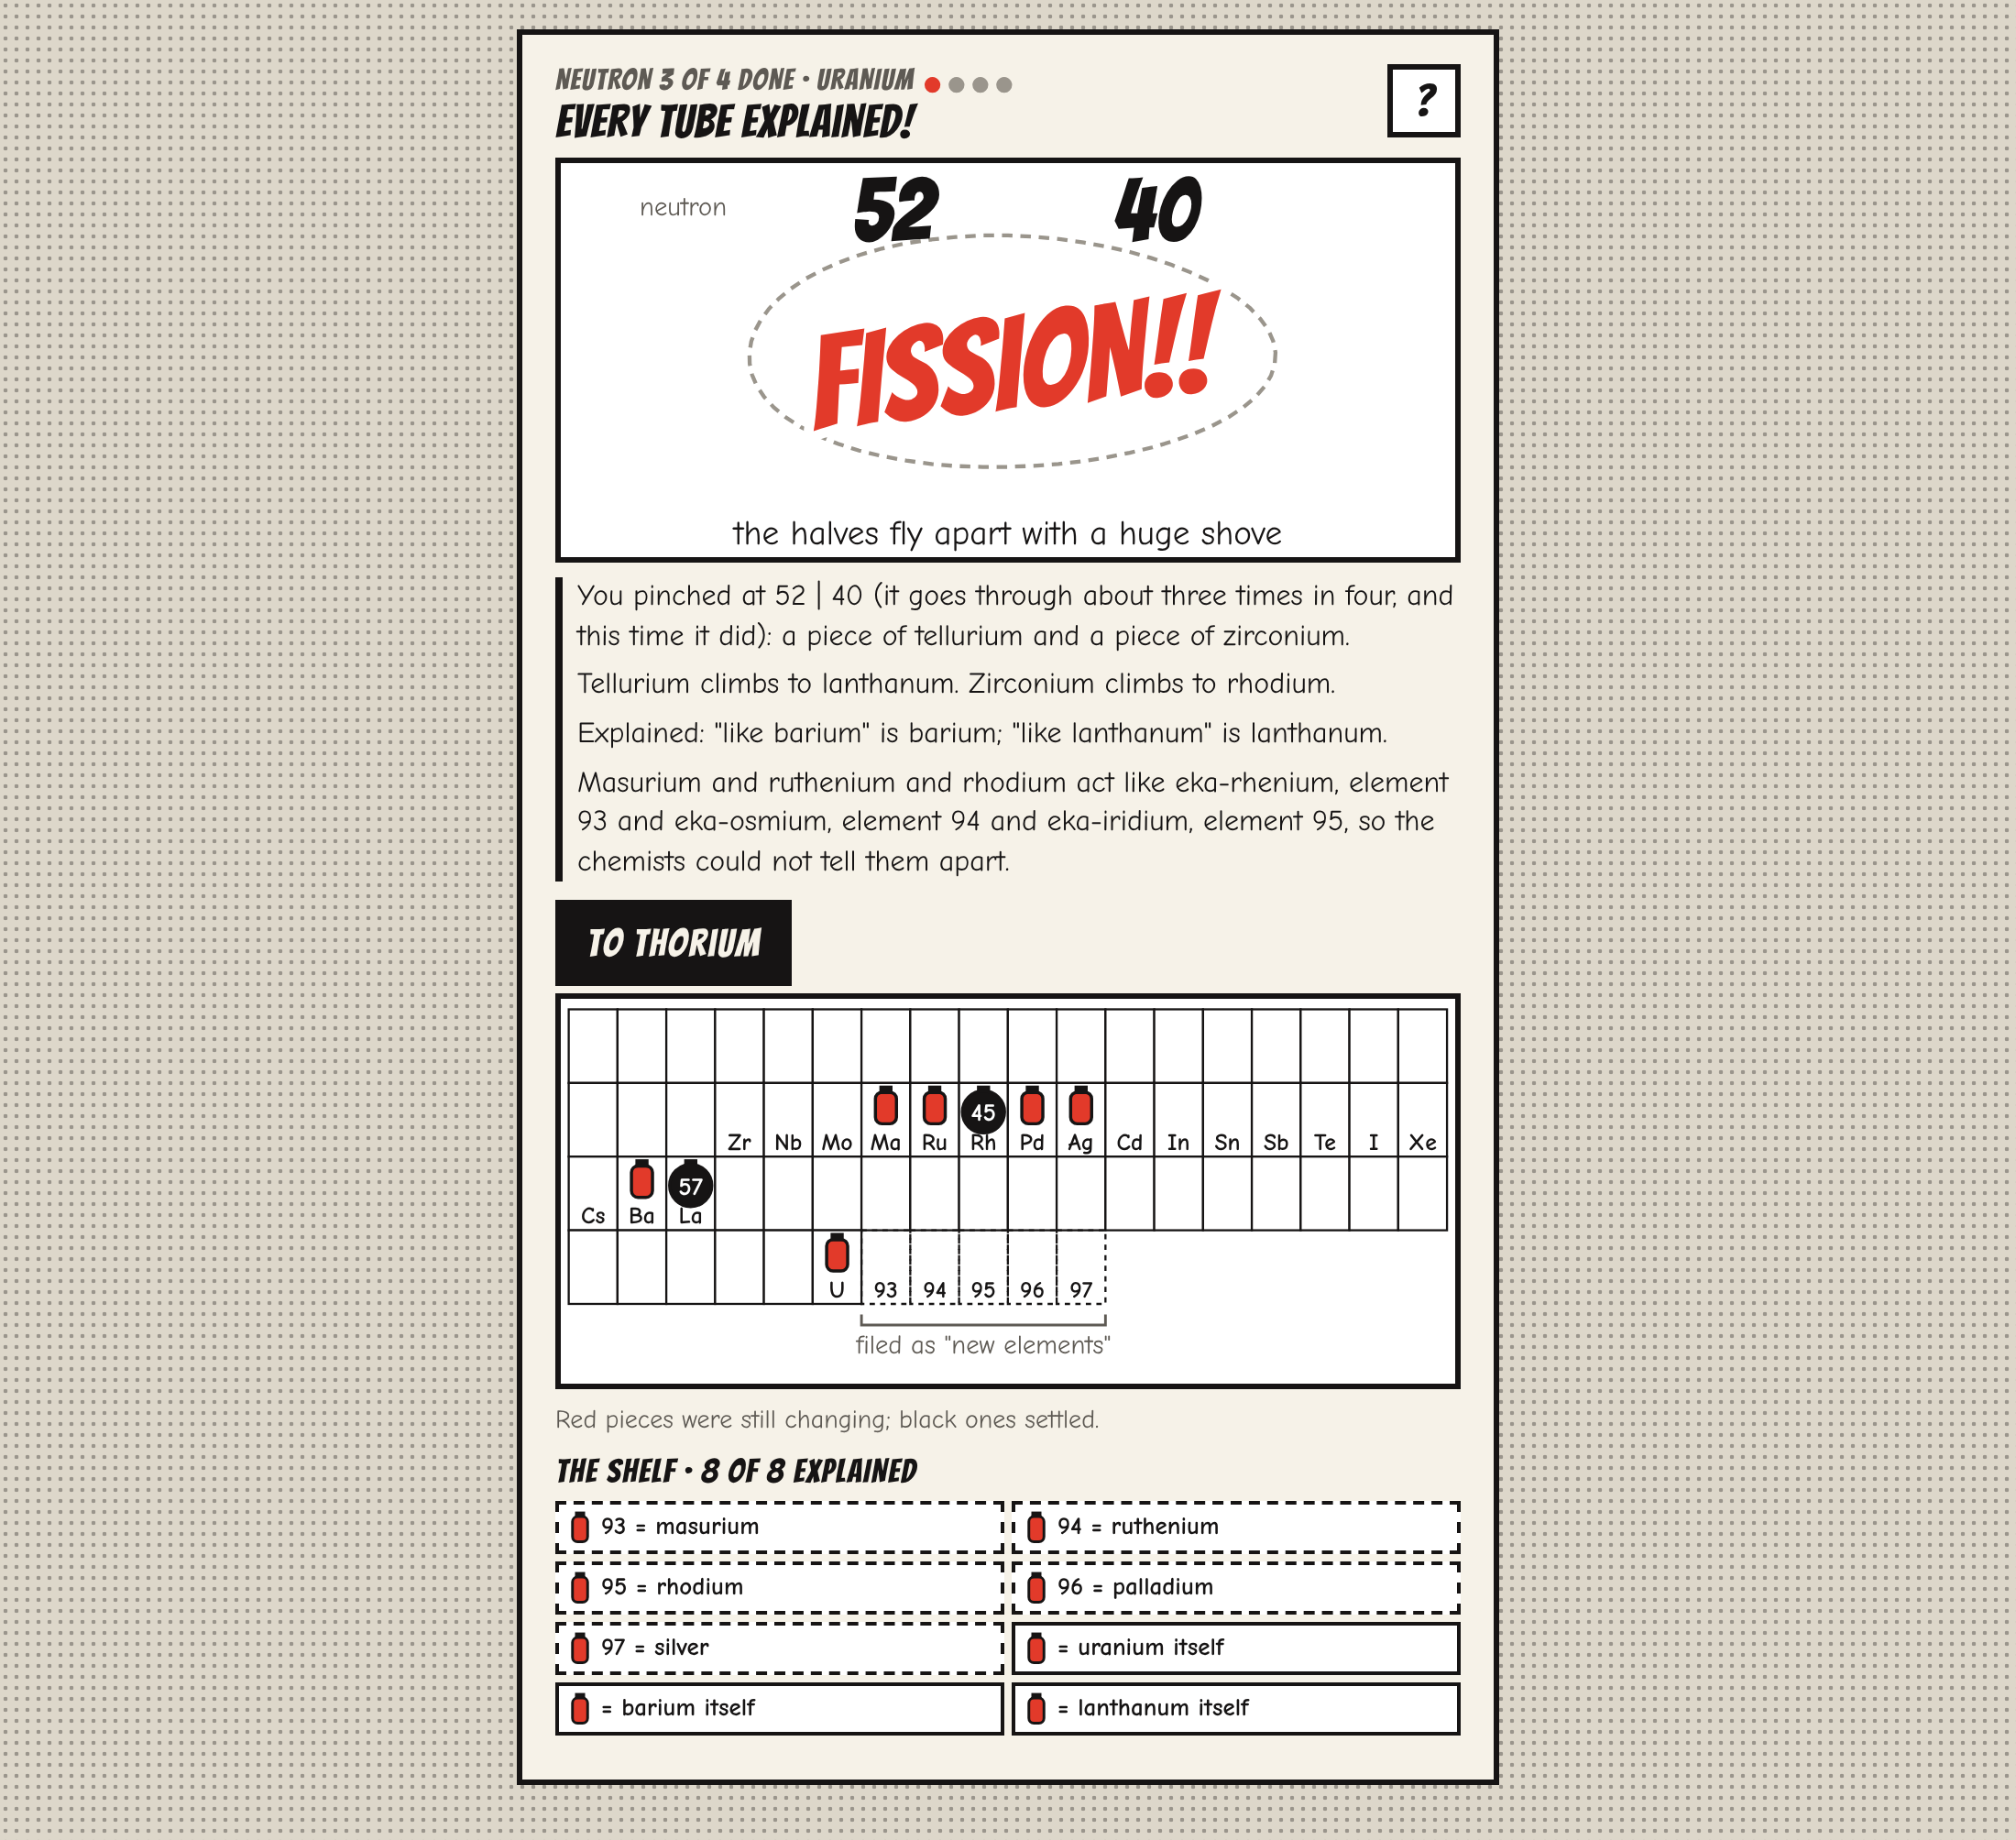 NEUTRON 3 OF 4 DONE · URANIUM
EVERY TUBE EXPLAINED!
?
neutron
52 40
FISSION!!
the halves fly apart with a huge shove
You pinched at 52 | 40 (it goes through about three times in four, and
this time it did): a piece of tellurium and a piece of zirconium.
Tellurium climbs to lanthanum. Zirconium climbs to rhodium.
Explained: "like barium" is barium; "like lanthanum" is lanthanum.
Masurium and ruthenium and rhodium act like eka-rhenium, element
93 and eka-osmium, element 94 and eka-iridium, element 95, so the
chemists could not tell them apart.
TO THORIUM
45
Zr Nb Mo Ma Ru Rh Pd Ag Cd In Sn Sb Te I Xe
57
Cs Ba La
U 93 94 95 96 97
filed as "new elements"
Red pieces were still changing; black ones settled.
THE SHELF · 8 OF 8 EXPLAINED
93 = masurium
94 = ruthenium
95 = rhodium
96 = palladium
97 = silver
= uranium itself
= barium itself
= lanthanum itself